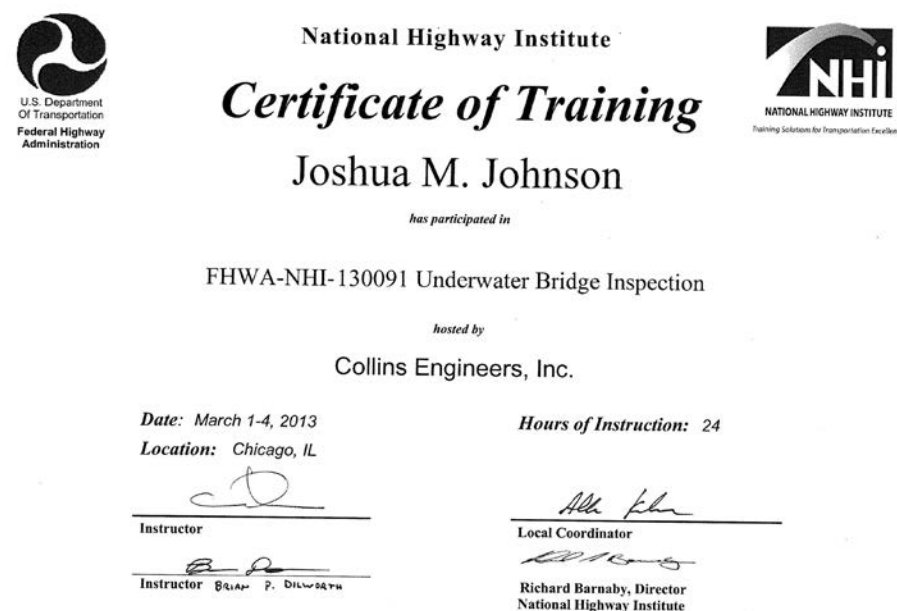 National Highway Institute
Certificate of Training
U.S. Department
Of Transportation
Federal Highway
Administration
NHI
NATIONAL HIGHWAY INSTITUTE
Training Solutions for Transportation Excellen
Joshua M. Johnson
has participated in
FHWA-NHI-130091 Underwater Bridge Inspection
hosted by
Collins Engineers, Inc.
Date: March 1-4, 2013
Hours of Instruction: 24
Location: Chicago, IL
Instructor
Local Coordinator
Instructor BRIAN P. DILWORTH
Richard Barnaby, Director
National Highway Institute